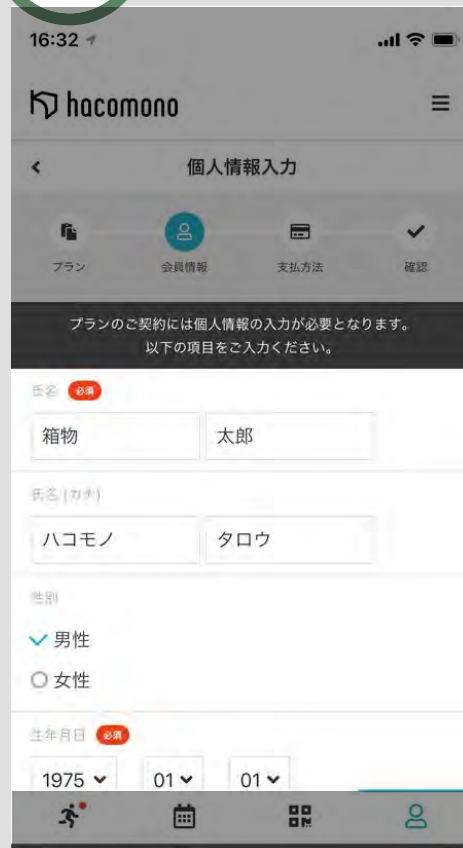 16:32
hacomono
個人情報入力
プラン 会員情報 支払方法 確認
プランのご契約には個人情報の入力が必要となります。
以下の項目をご入力ください。
氏名 必須
箱物 太郎
氏名 (カナ)
ハコモノ タロウ
性別
男性
女性
生年月日 必須
1975 01 01